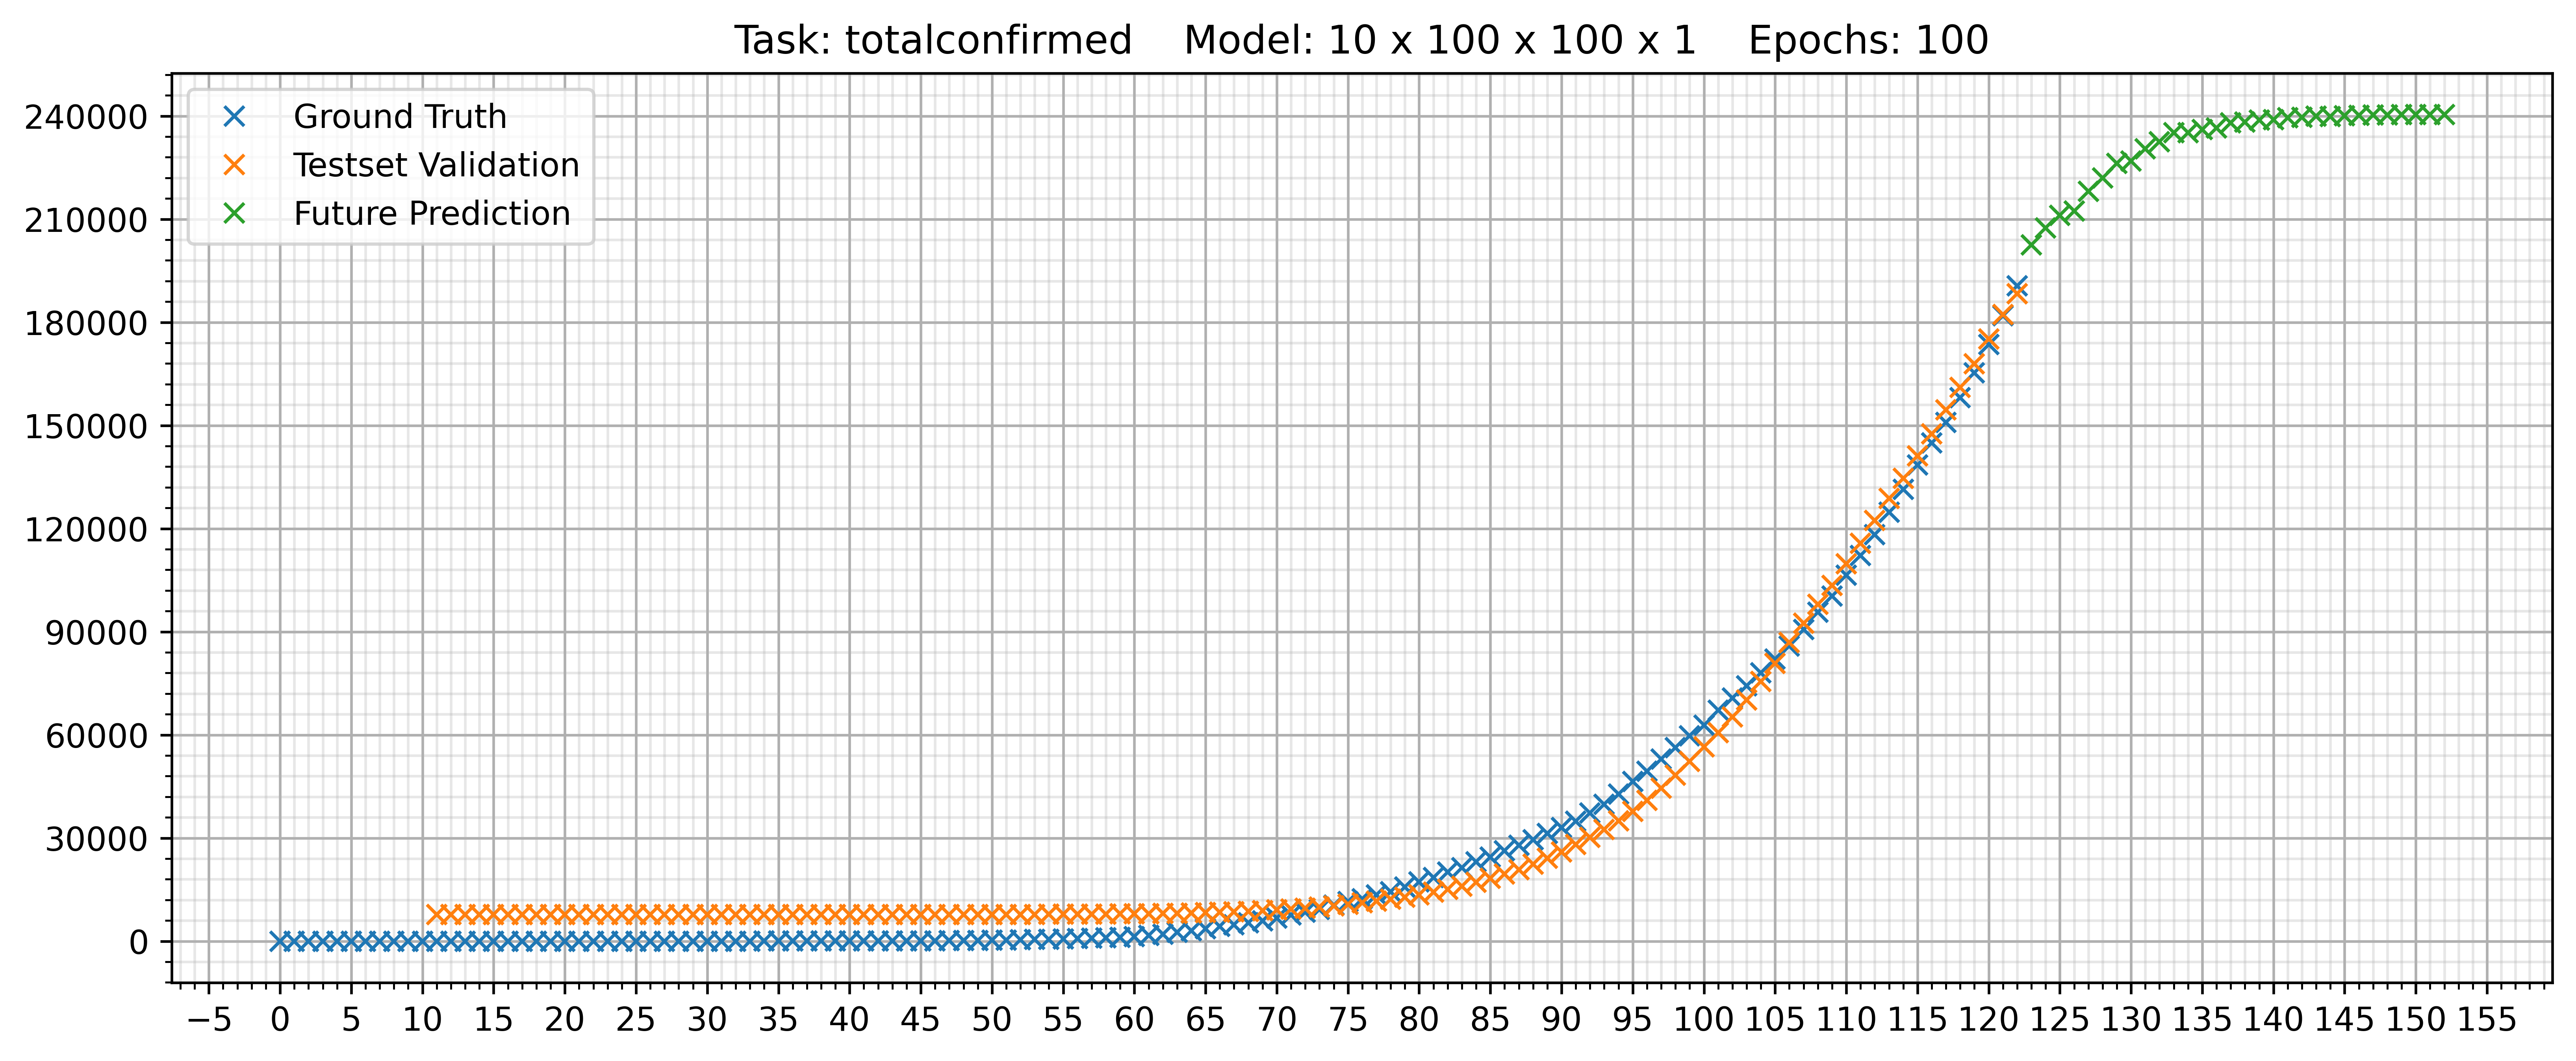 Task: totalconfirmed    Model: 10 x 100 x 100 x 1    Epochs: 100
Ground Truth
Testset Validation
Future Prediction
240000
210000
180000
150000
120000
90000
60000
30000
0
−5 0 5 10 15 20 25 30 35 40 45 50 55 60 65 70 75 80 85 90 95 100 105 110 115 120 125 130 135 140 145 150 155